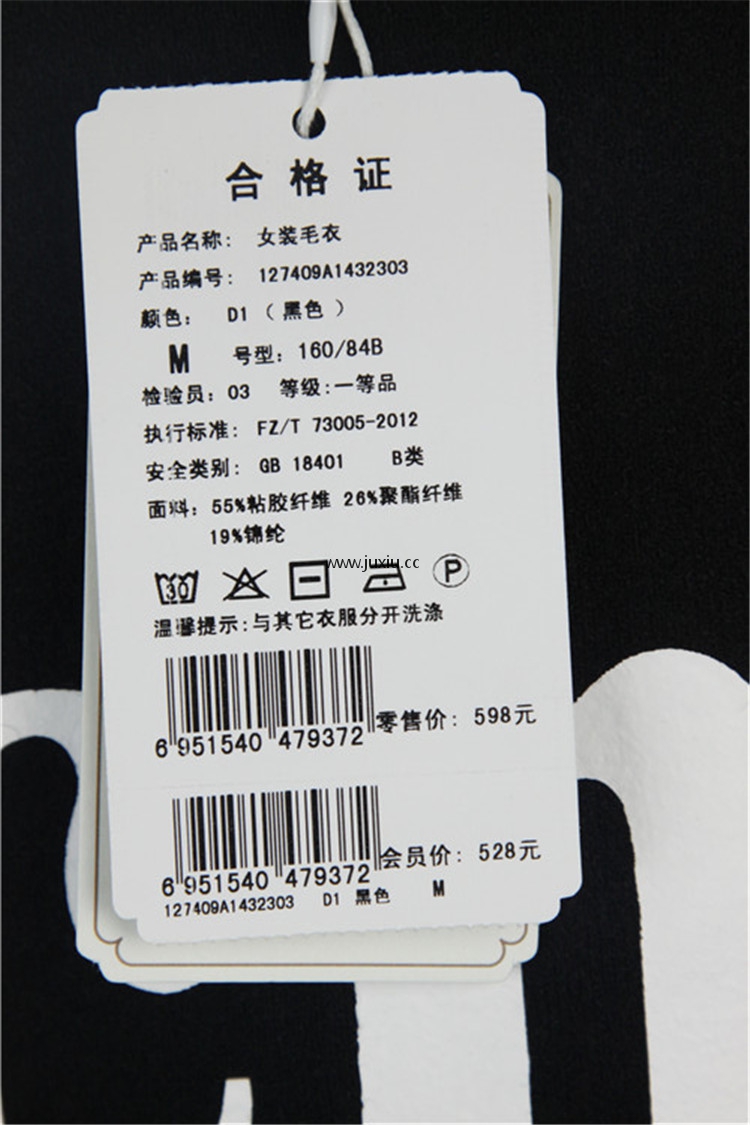 合格证
产品名称: 女装毛衣
产品编号: 127409A1432303
颜色: D1 ( 黑色 )
M 号型: 160/84B
检验员: 03 等级:一等品
执行标准: FZ/T 73005-2012
安全类别: GB 18401 B类
面料: 55%粘胶纤维 26%聚酯纤维
19%锦纶
www.juxiu.cc
30 P
温馨提示:与其它衣服分开洗涤
6 951540 479372 零售价: 598元
6 951540 479372 会员价: 528元
127409A1432303 D1 黑色 M